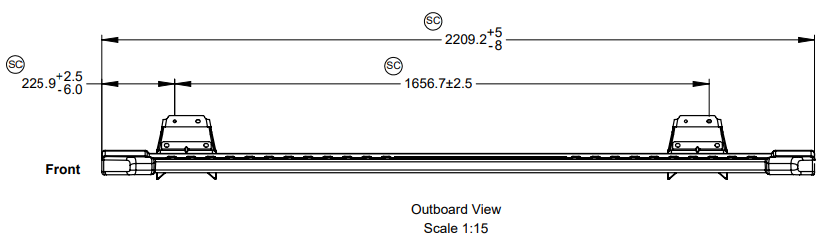 SC
2209.2+5
-8
SC
225.9+2.5
-6.0
SC
1656.7±2.5
Front
Outboard View
Scale 1:15